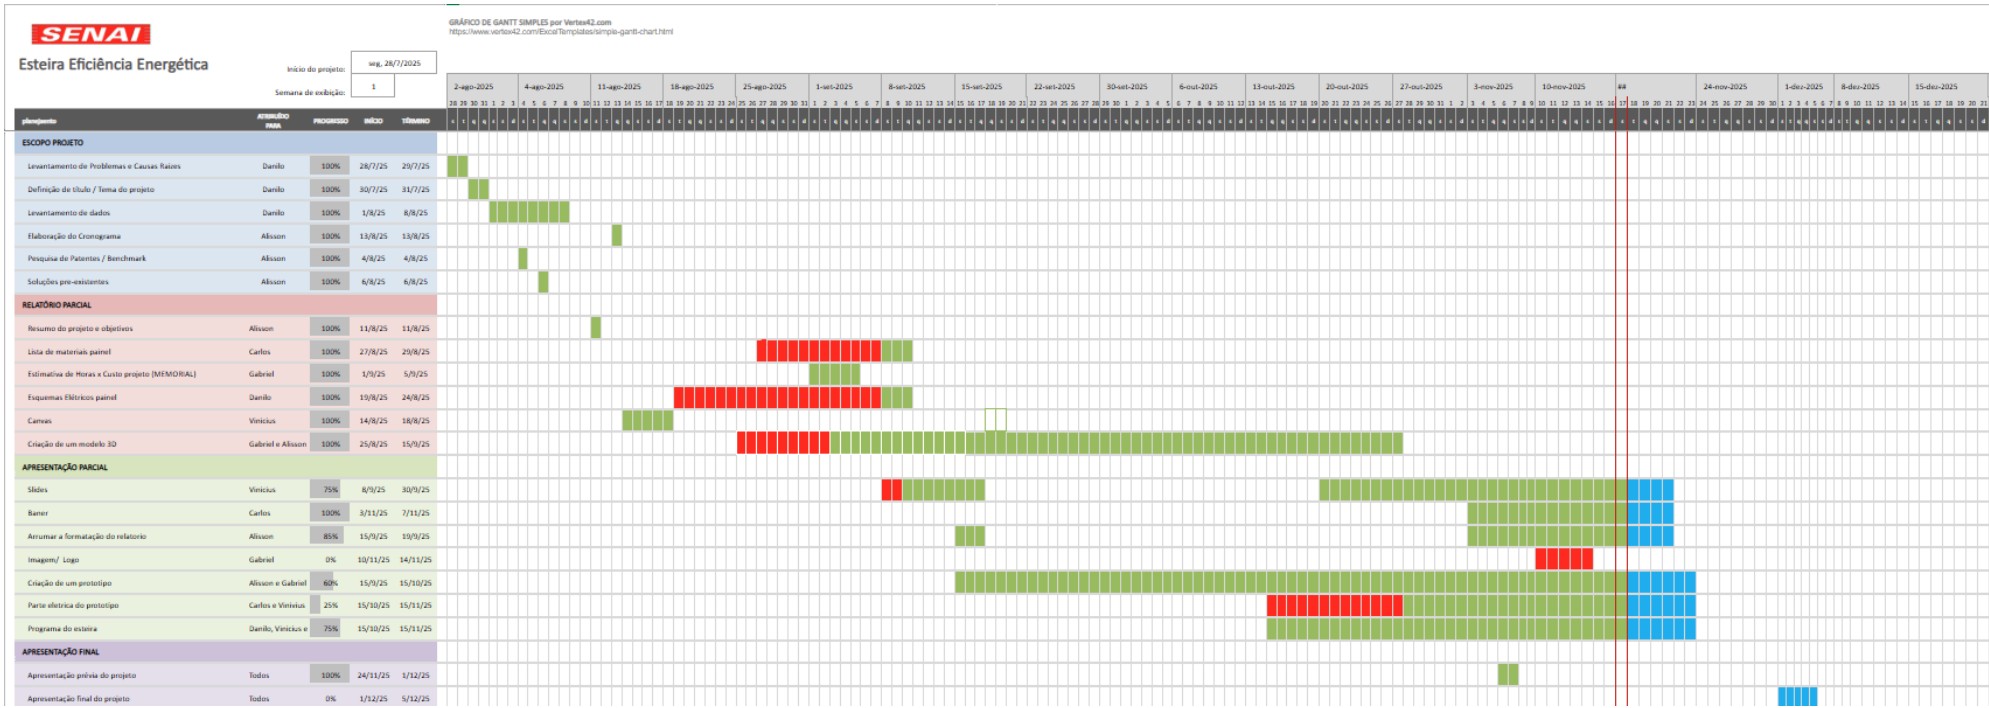 GRÁFICO DE GANTT SIMPLES por Vertex42.com
https://www.vertex42.com/ExcelTemplates/simple-gantt-chart.html
SENAI
Esteira Eficiência Energética
Início do projeto: seg, 28/7/2025
Semana de exibição: 1
2-ago-2025 4-ago-2025 11-ago-2025 18-ago-2025 25-ago-2025 1-set-2025 8-set-2025 15-set-2025 22-set-2025 30-set-2025 6-out-2025 13-out-2025 20-out-2025 27-out-2025 3-nov-2025 10-nov-2025 ## 24-nov-2025 1-dez-2025 8-dez-2025 15-dez-2025
planejamento ATRIBUÍDO PARA PROGRESSO INÍCIO TÉRMINO
ESCOPO PROJETO
Levantamento de Problemas e Causas Raizes Danilo 100% 28/7/25 29/7/25
Definição de título / Tema do projeto Danilo 100% 30/7/25 31/7/25
Levantamento de dados Danilo 100% 1/8/25 8/8/25
Elaboração do Cronograma Alisson 100% 13/8/25 13/8/25
Pesquisa de Patentes / Benchmark Alisson 100% 4/8/25 4/8/25
Soluções pre-existentes Alisson 100% 6/8/25 6/8/25
RELATÓRIO PARCIAL
Resumo do projeto e objetivos Alisson 100% 11/8/25 11/8/25
Lista de materiais painel Carlos 100% 27/8/25 29/8/25
Estimativa de Horas x Custo projeto (MEMORIAL) Gabriel 100% 1/9/25 5/9/25
Esquemas Elétricos painel Danilo 100% 19/8/25 24/8/25
Canvas Vinicius 100% 14/8/25 18/8/25
Criação de um modelo 3D Gabriel e Alisson 100% 25/8/25 15/9/25
APRESENTAÇÃO PARCIAL
Slides Vinicius 75% 8/9/25 30/9/25
Baner Carlos 100% 3/11/25 7/11/25
Arrumar a formatação do relatorio Alisson 85% 15/9/25 19/9/25
Imagem/ Logo Gabriel 0% 10/11/25 14/11/25
Criação de um prototipo Alisson e Gabriel 60% 15/9/25 15/10/25
Parte eletrica do prototipo Carlos e Vinivius 25% 15/10/25 15/11/25
Programa do esteira Danilo, Vinicius e 75% 15/10/25 15/11/25
APRESENTAÇÃO FINAL
Apresentação prévia do projeto Todos 100% 24/11/25 1/12/25
Apresentação final do projeto Todos 0% 1/12/25 5/12/25